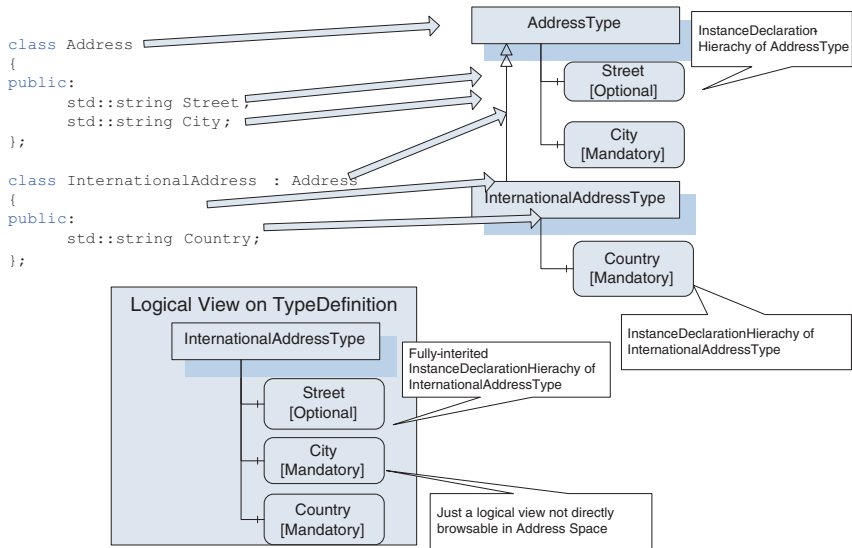 class Address
{
public:
std::string Street;
std::string City;
};
class InternationalAddress : Address
{
public:
std::string Country;
};
AddressType
Street
[Optional]
City
[Mandatory]
InstanceDeclaration-
Hierachy of AddressType
InternationalAddressType
Country
[Mandatory]
InstanceDeclarationHierachy of
InternationalAddressType
Logical View on TypeDefinition
InternationalAddressType
Street
[Optional]
City
[Mandatory]
Country
[Mandatory]
Fully-interited
InstanceDeclarationHierachy of
InternationalAddressType
Just a logical view not directly
browsable in Address Space